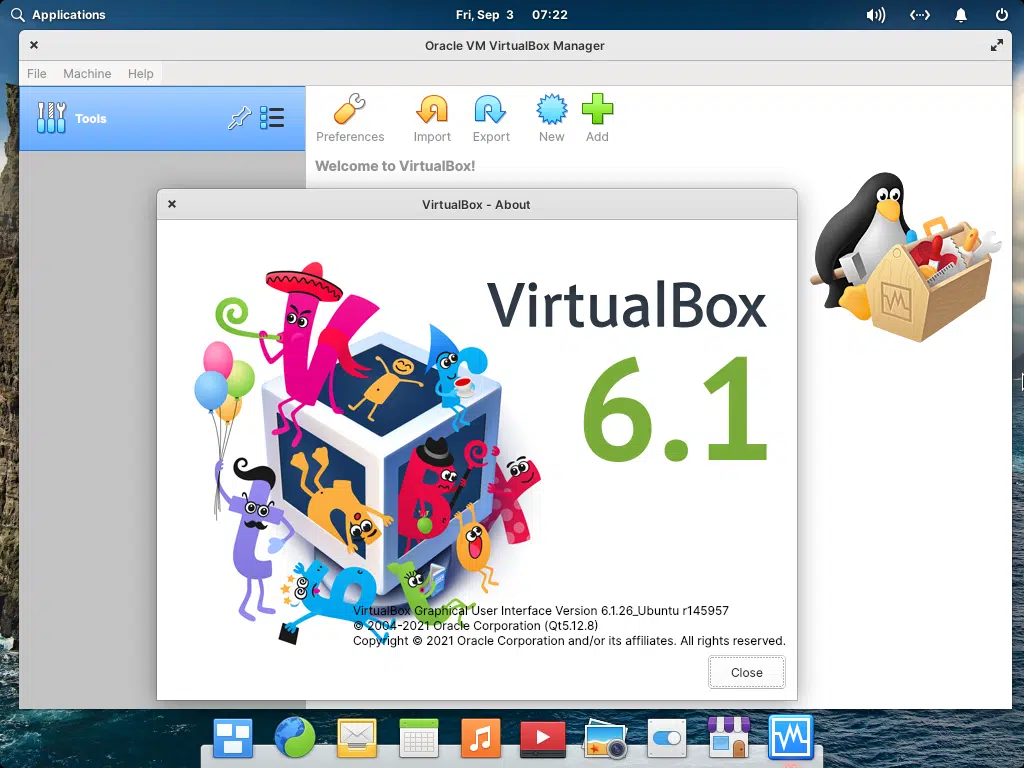 Applications
Fri, Sep 3 07:22
Oracle VM VirtualBox Manager
File Machine Help
Tools
Preferences Import Export New Add
Welcome to VirtualBox!
VirtualBox - About
VirtualBox
6.1
VirtualBox Graphical User Interface Version 6.1.26_Ubuntu r145957
© 2004-2021 Oracle Corporation (Qt5.12.8)
Copyright © 2021 Oracle Corporation and/or its affiliates. All rights reserved.
Close